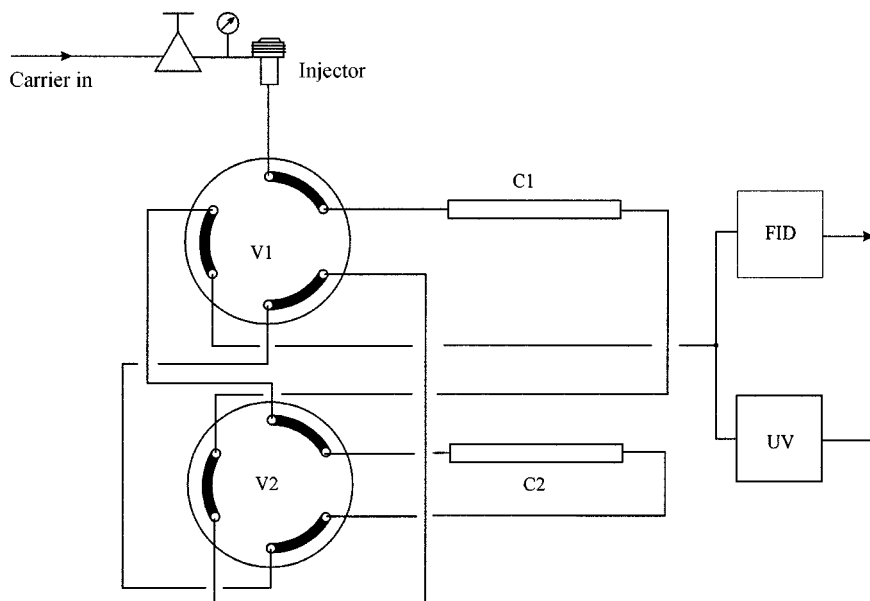 Carrier in
Injector
C1
V1
FID
V2
C2
UV